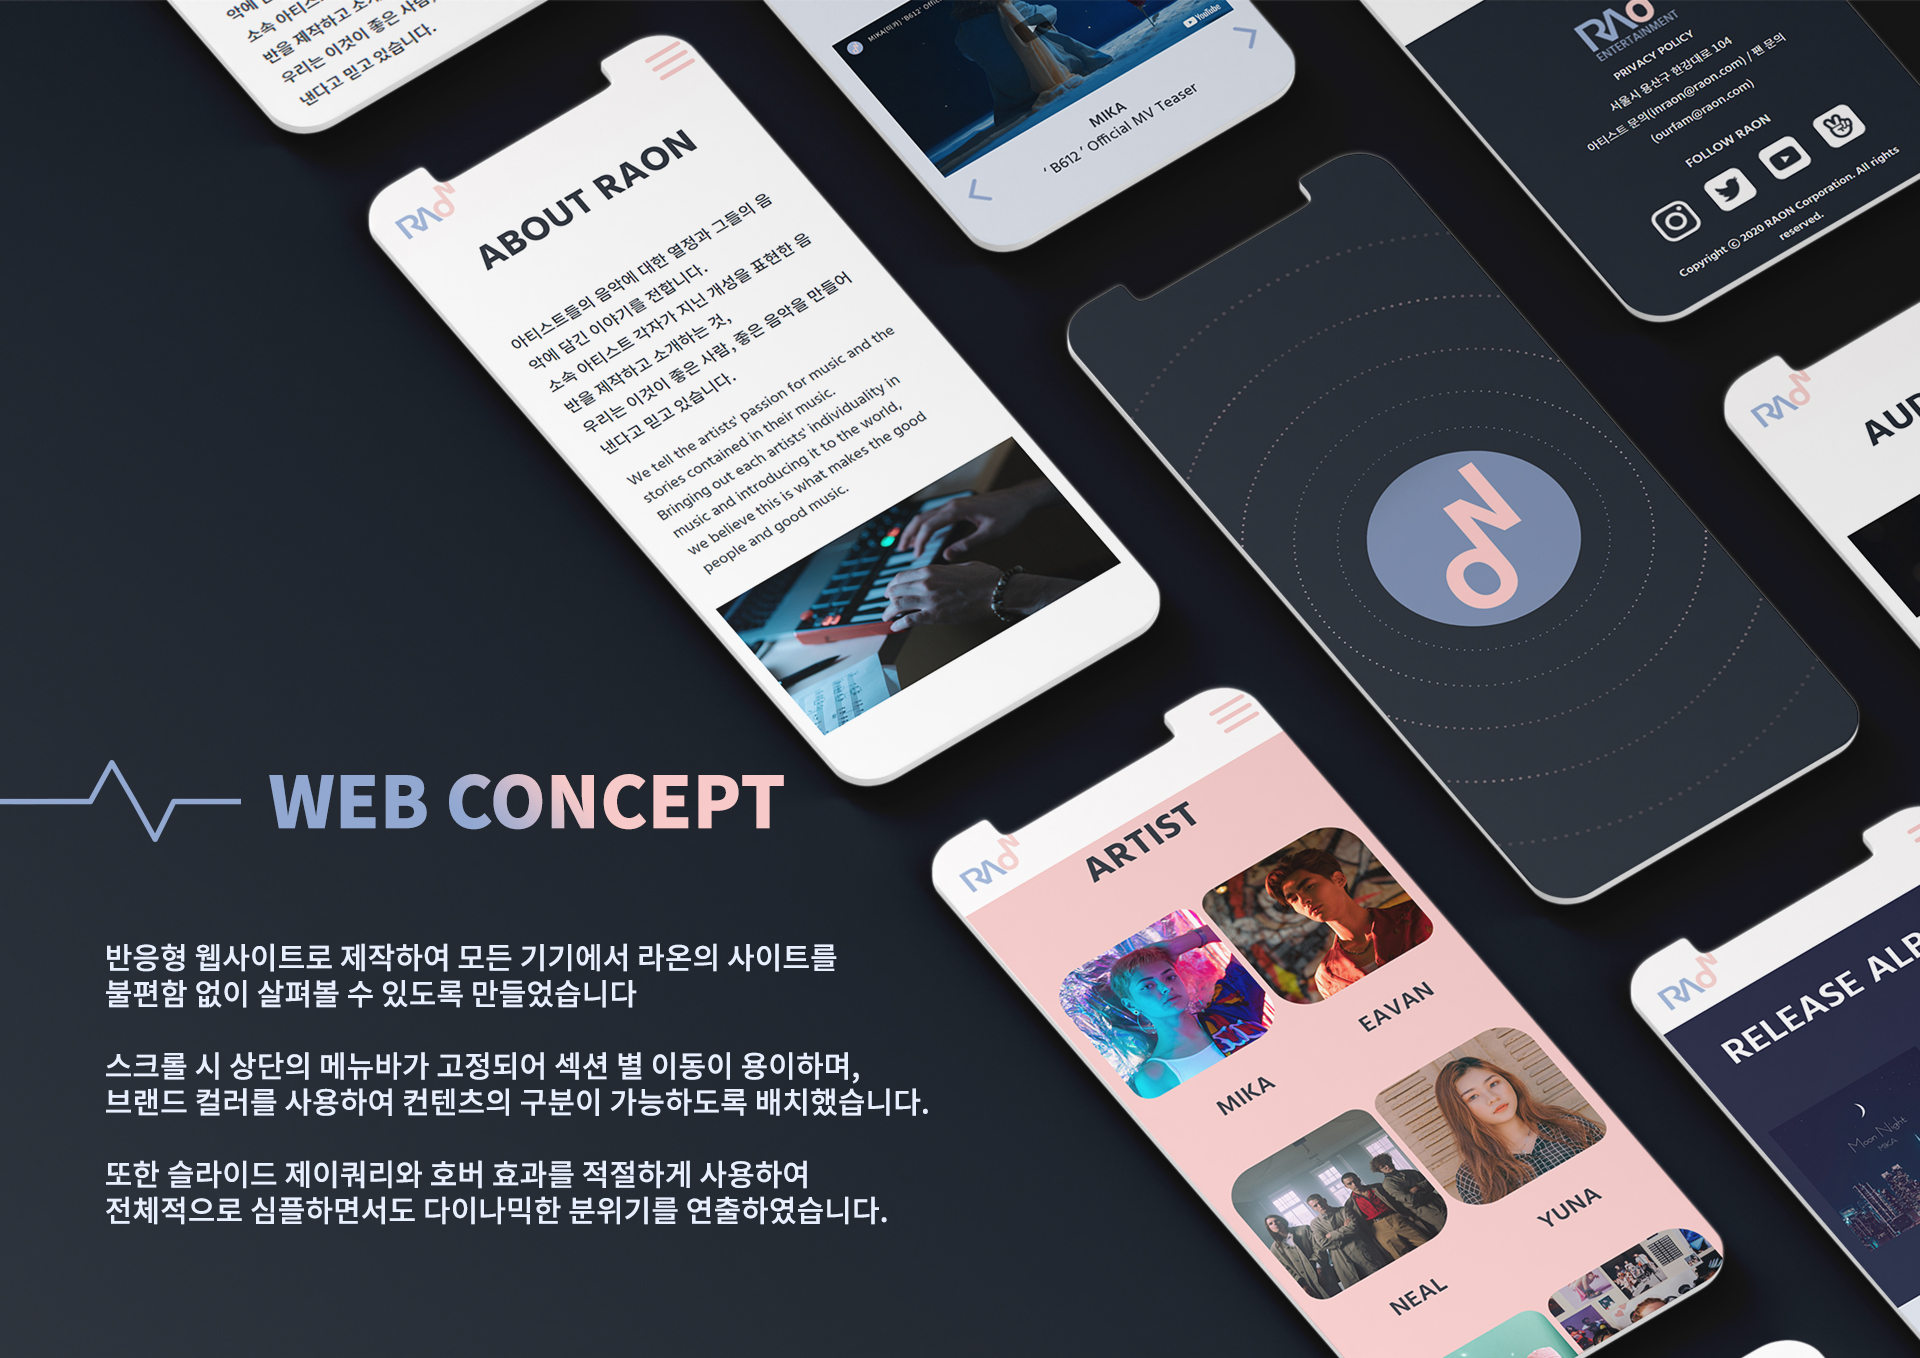 소속 아티스
반을 제작하고 소개
우리는 이것이 좋은 사람,
낸다고 믿고 있습니다.
RAON
ABOUT RAON
아티스트들의 음악에 대한 열정과 그들의 음
악에 담긴 이야기를 전합니다.
소속 아티스트 각자가 지닌 개성을 표현한 음
반을 제작하고 소개하는 것,
우리는 이것이 좋은 사람, 좋은 음악을 만들어
낸다고 믿고 있습니다.
We tell the artists' passion for music and the
stories contained in their music.
Bringing out each artists' individuality in
music and introducing it to the world,
we believe this is what makes the good
people and good music.
MIKA(미카) 'B612' Offic
YouTube
MIKA
' B612 ' Official MV Teaser
RAO
ENTERTAINMENT
PRIVACY POLICY
서울시 용산구 한강대로 104
아티스트 문의(inraon@raon.com) / 팬 문의
(ourfam@raon.com)
FOLLOW RAON
Copyright © 2020 RAON Corporation. All rights
reserved.
ON
RAON
AUD
WEB CONCEPT
반응형 웹사이트로 제작하여 모든 기기에서 라온의 사이트를
불편함 없이 살펴볼 수 있도록 만들었습니다
스크롤 시 상단의 메뉴바가 고정되어 섹션 별 이동이 용이하며,
브랜드 컬러를 사용하여 컨텐츠의 구분이 가능하도록 배치했습니다.
또한 슬라이드 제이쿼리와 호버 효과를 적절하게 사용하여
전체적으로 심플하면서도 다이나믹한 분위기를 연출하였습니다.
RAON
ARTIST
EAVAN
MIKA
YUNA
NEAL
RAON
RELEASE ALB
Moon Night
MIKA